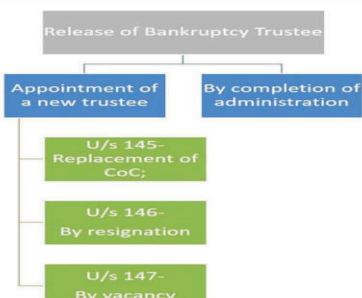 Release of Bankruptcy Trustee
Appointment of
a new trustee
By completion of
administration
U/s 145-
Replacement of
CoC;
U/s 146-
By resignation
U/s 147-
By vacancy